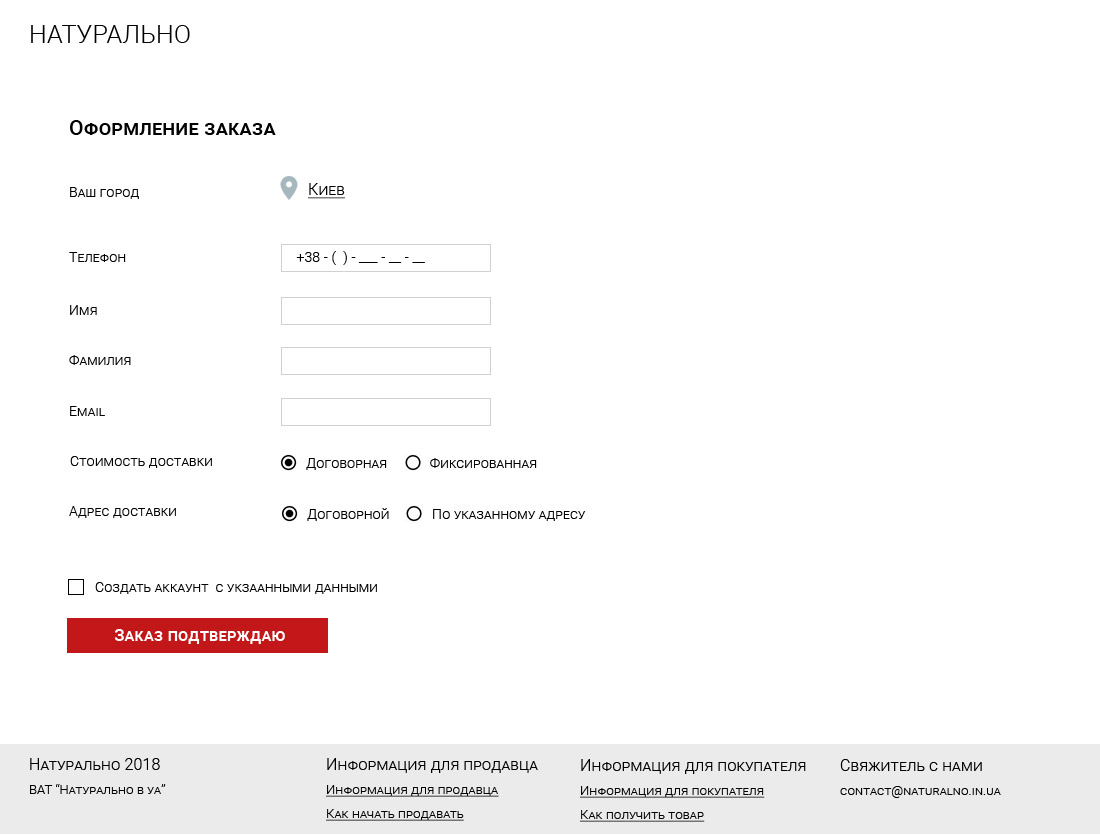 НАТУРАЛЬНО
Оформление заказа
Ваш город Киев
Телефон +38 - ( ) - ___ - __ - __
Имя
Фамилия
Email
Стоимость доставки Договорная Фиксированная
Адрес доставки Договорной По указанному адресу
Создать аккаунт с укзаанными данными
Заказ подтверждаю
Натурально 2018 Информация для продавца Информация для покупателя Свяжитель с нами
ВАТ "Натурально в уа" Информация для продавца Информация для покупателя contact@naturalno.in.ua
Как начать продавать Как получить товар